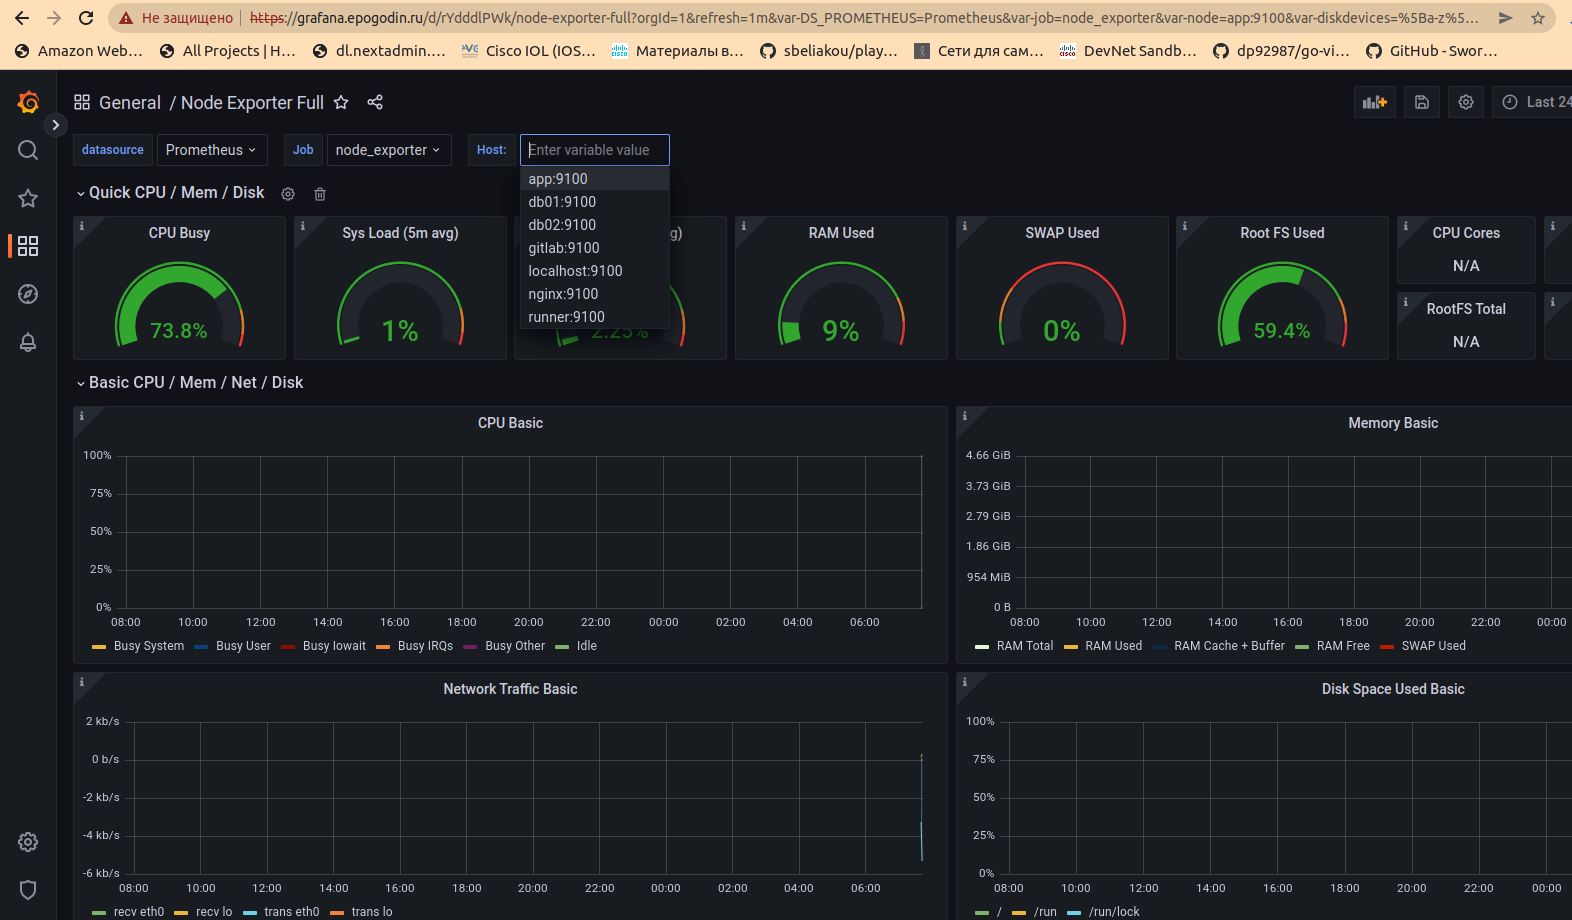 Не защищено https://grafana.epogodin.ru/d/rYdddlPWk/node-exporter-full?orgId=1&refresh=1m&var-DS_PROMETHEUS=Prometheus&var-job=node_exporter&var-node=app:9100&var-diskdevices=%5Ba-z%5...
Amazon Web... All Projects | H... dl.nextadmin.... Cisco IOL (IOS... Материалы в... sbeliakou/play... Сети для сам... DevNet Sandb... dp92987/go-vi... GitHub - Swor...
General / Node Exporter Full Last 24
datasource Prometheus Job node_exporter Host: Enter variable value
app:9100
db01:9100
db02:9100
gitlab:9100
localhost:9100
nginx:9100
runner:9100
Quick CPU / Mem / Disk
CPU Busy Sys Load (5m avg) g) RAM Used SWAP Used Root FS Used CPU Cores
N/A
RootFS Total
73.8% 1% 2.25% 9% 0% 59.4% N/A
Basic CPU / Mem / Net / Disk
CPU Basic
100%
75%
50%
25%
0%
08:00 10:00 12:00 14:00 16:00 18:00 20:00 22:00 00:00 02:00 04:00 06:00
Busy System Busy User Busy Iowait Busy IRQs Busy Other Idle
Memory Basic
4.66 GiB
3.73 GiB
2.79 GiB
1.86 GiB
954 MiB
0 B
08:00 10:00 12:00 14:00 16:00 18:00 20:00 22:00 00:00
RAM Total RAM Used RAM Cache + Buffer RAM Free SWAP Used
Network Traffic Basic
2 kb/s
0 b/s
-2 kb/s
-4 kb/s
-6 kb/s
08:00 10:00 12:00 14:00 16:00 18:00 20:00 22:00 00:00 02:00 04:00 06:00
recv eth0 recv lo trans eth0 trans lo
Disk Space Used Basic
100%
75%
50%
25%
0%
08:00 10:00 12:00 14:00 16:00 18:00 20:00 22:00 00:00
/ /run /run/lock